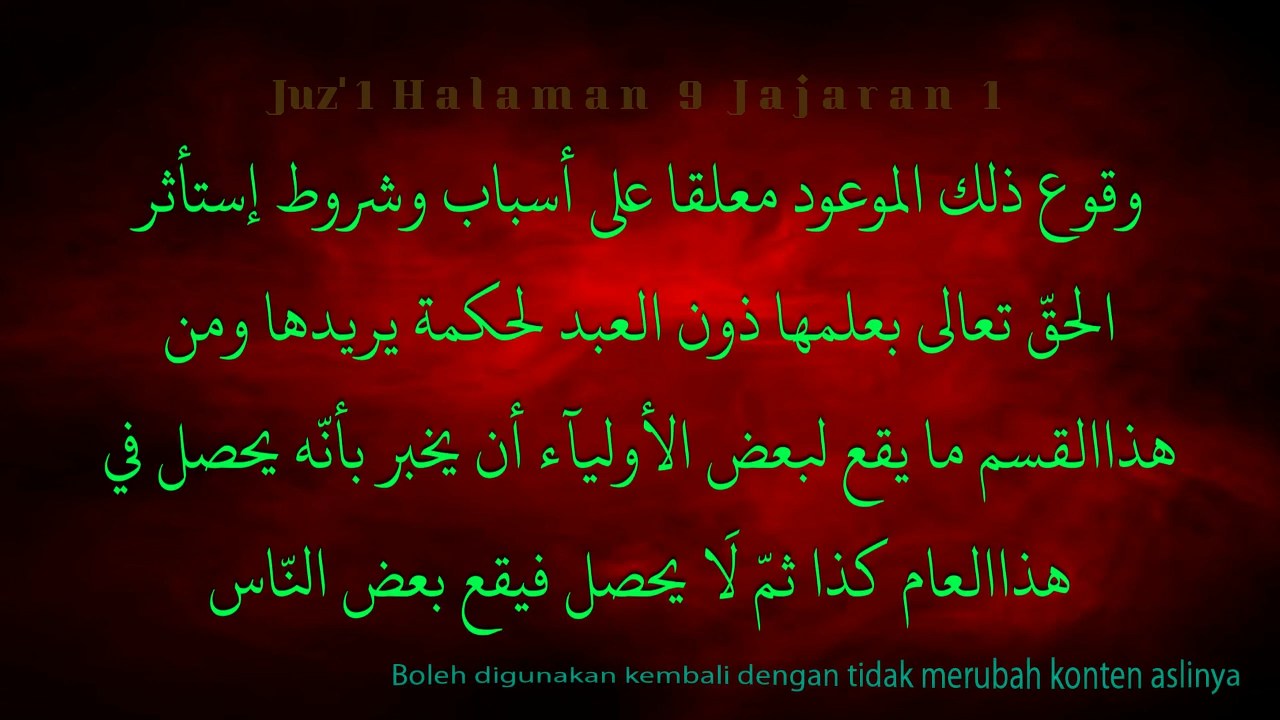 Juz'1 Halaman 9 Jajaran 1
وقوع ذلك الموعود معلقا على أسباب وشروط إستأثر
الحقّ تعالى بعلمها ذون العبد لحكمة يريدها ومن
هذاالقسم ما يقع لبعض الأوليآء أن يخبر بأنّه يحصل في
هذاالعام كذا ثمّ لَا يحصل فيقع بعض النّاس
Boleh digunakan kembali dengan tidak merubah konten aslinya